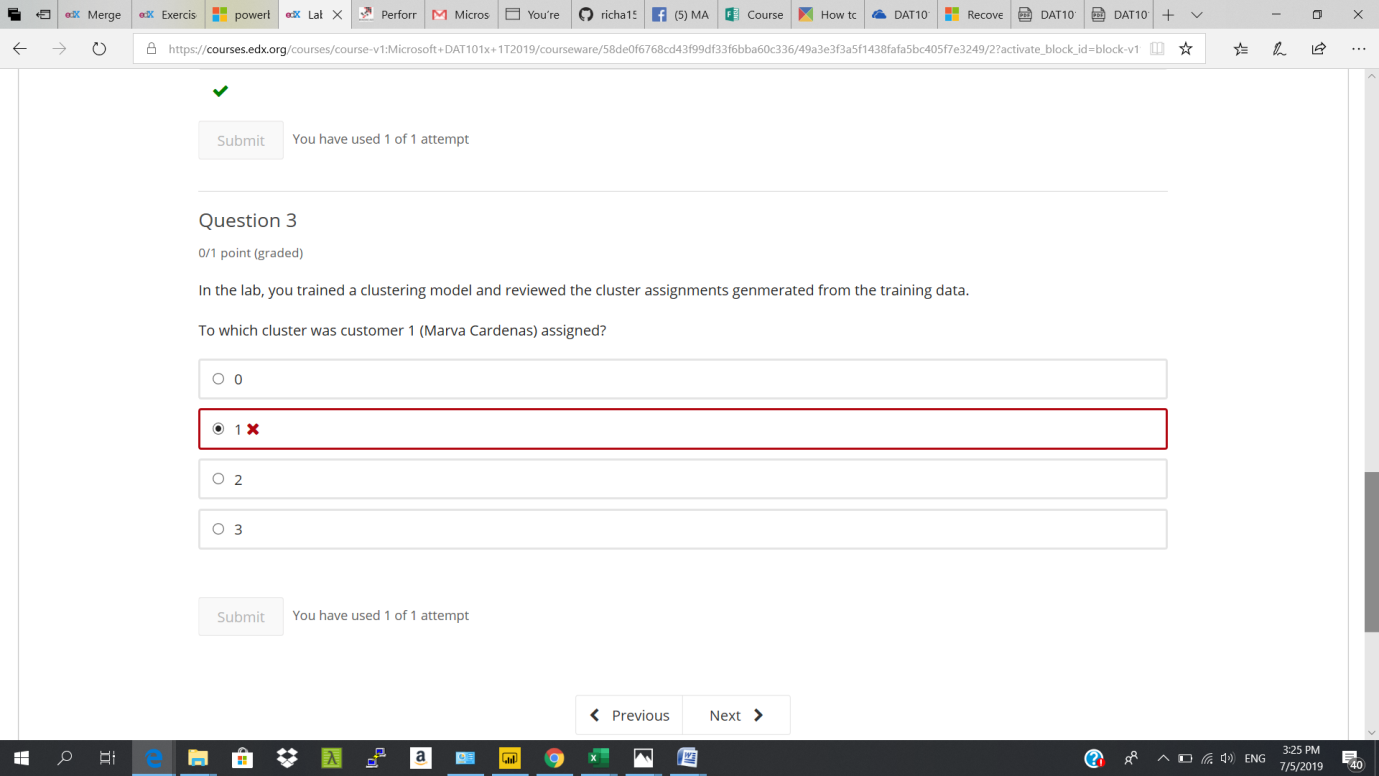 Merge
Exercis
powerl
Lal
Perforr
Micros
You're
richa15
(5) MA
Course
How tc
DAT10
Recove
DAT10
DAT10
https://courses.edx.org/courses/course-v1:Microsoft+DAT101x+1T2019/courseware/58de0f6768cd43f99df33f6bba60c336/49a3e3f3a5f1438fafa5bc405f7e3249/2?activate_block_id=block-v1
Submit You have used 1 of 1 attempt
Question 3
0/1 point (graded)
In the lab, you trained a clustering model and reviewed the cluster assignments genmerated from the training data.
To which cluster was customer 1 (Marva Cardenas) assigned?
0
1
2
3
Submit You have used 1 of 1 attempt
Previous Next
ENG
3:25 PM
7/5/2019
40